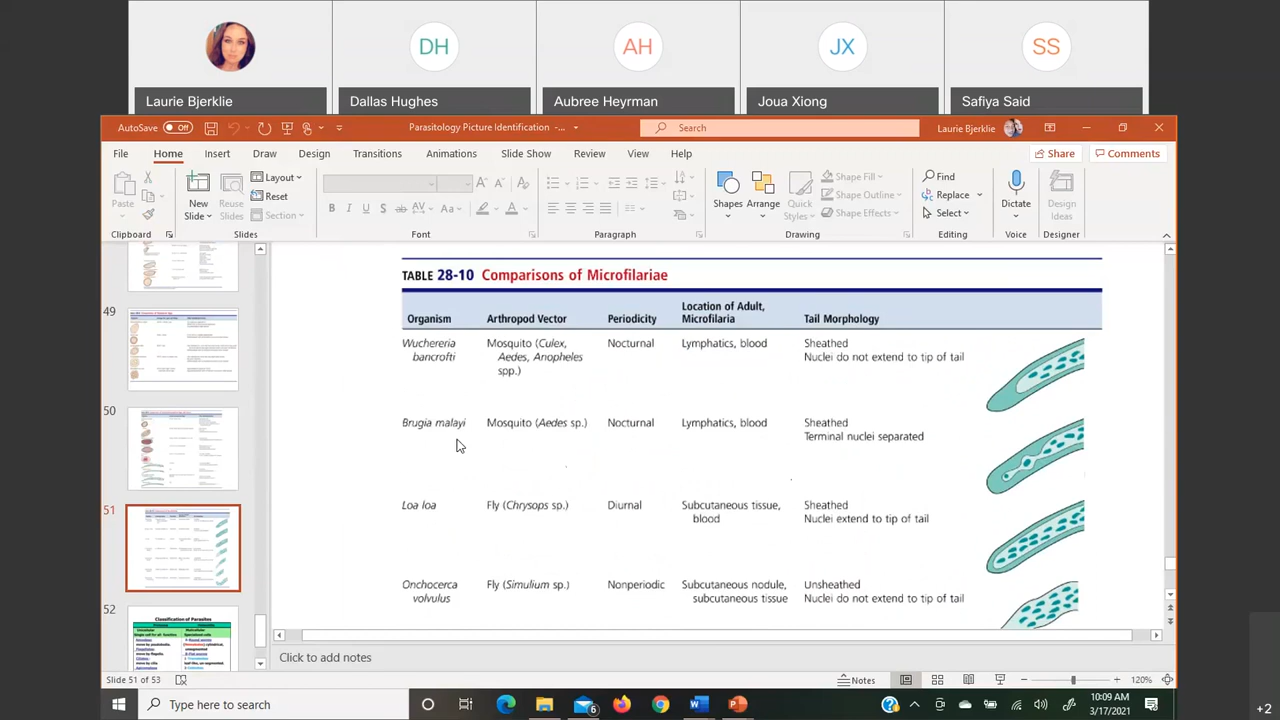 DH
AH
JX
SS
Laurie Bjerklie
Dallas Hughes
Aubree Heyrman
Joua Xiong
Safiya Said
AutoSave Off
Parasitology Picture Identification -...
Search
Laurie Bjerklie
File Home Insert Draw Design Transitions Animations Slide Show Review View Help
Share Comments
Paste
New
Slide
Reuse
Slides
Layout
Reset
Section
Shapes
Arrange
Quick
Styles
Shape Fill
Shape Outline
Shape Effects
Find
Replace
Select
Dictate
Design
Ideas
Clipboard Slides Font Paragraph Drawing Editing Voice Designer
49
50
51
52
Classification of Parasites
TABLE 28-10 Comparisons of Microfilariae
Location of Adult,
Organism Arthropod Vector Periodicity Microfilaria Tail Morphology
Wuchereria Mosquito (Culex, Nocturnal Lymphatics, blood Sheathed
bancrofti Aedes, Anopheles Nuclei do not extend to tip of tail
spp.)
Brugia malayi Mosquito (Aedes sp.) Nocturnal Lymphatics, blood Sheathed
Terminal nuclei separated
Loa loa Fly (Chrysops sp.) Diurnal Subcutaneous tissue, Sheathed
blood Nuclei extend to tip of tail
Onchocerca Fly (Simulium sp.) Nonperiodic Subcutaneous nodule, Unsheathed
volvulus subcutaneous tissue Nuclei do not extend to tip of tail
Click to add notes
Slide 51 of 53
Notes
120%
Type here to search
6
10:09 AM
3/17/2021
+2